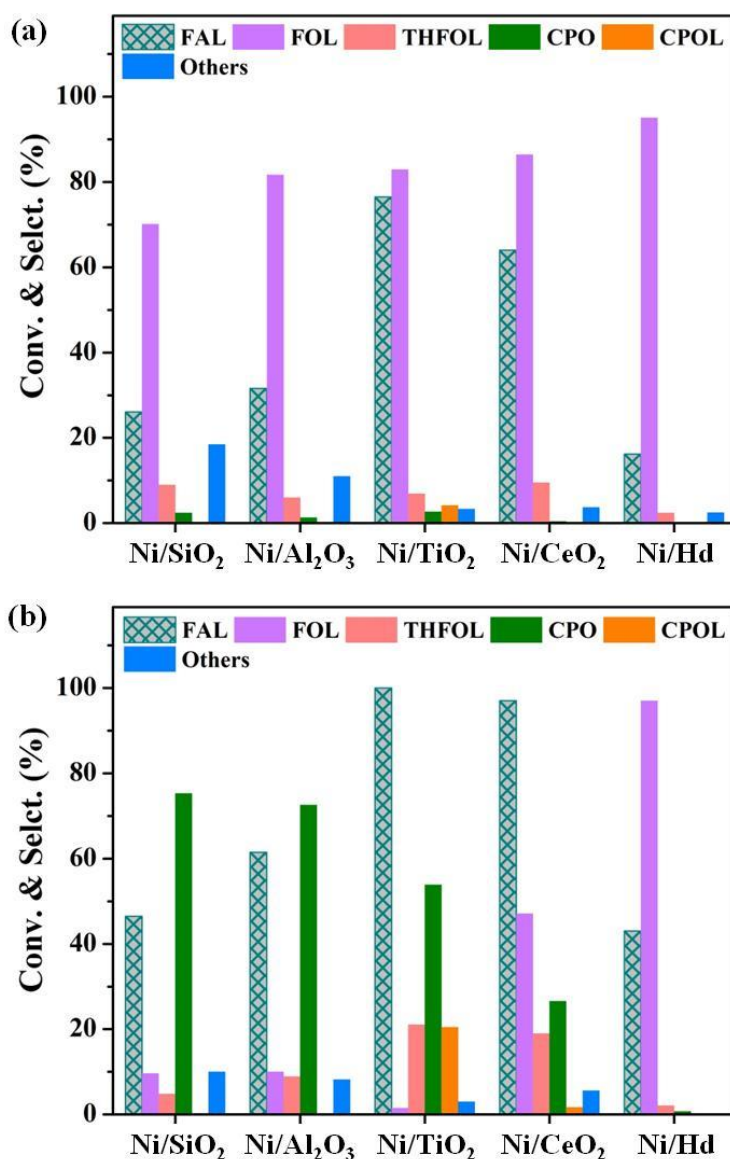 (a)
FAL FOL THFOL CPO CPOL
Others
Conv. & Selct. (%)
100
80
60
40
20
0
Ni/SiO₂ Ni/Al₂O₃ Ni/TiO₂ Ni/CeO₂ Ni/Hd
(b)
FAL FOL THFOL CPO CPOL
Others
Conv. & Selct. (%)
100
80
60
40
20
0
Ni/SiO₂ Ni/Al₂O₃ Ni/TiO₂ Ni/CeO₂ Ni/Hd